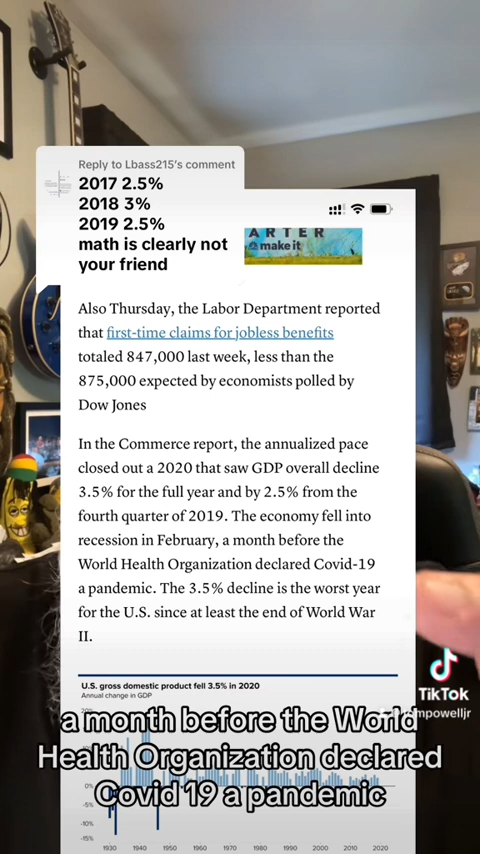 Reply to Lbass215's comment
2017 2.5%
2018 3%
2019 2.5%
math is clearly not
your friend
make it
Also Thursday, the Labor Department reported
that first-time claims for jobless benefits
totaled 847,000 last week, less than the
875,000 expected by economists polled by
Dow Jones
In the Commerce report, the annualized pace
closed out a 2020 that saw GDP overall decline
3.5% for the full year and by 2.5% from the
fourth quarter of 2019. The economy fell into
recession in February, a month before the
World Health Organization declared Covid-19
a pandemic. The 3.5% decline is the worst year
for the U.S. since at least the end of World War
II.
U.S. gross domestic product fell 3.5% in 2020
Annual change in GDP
TikTok
a month before the World
Health Organization declared
Covid 19 a pandemic
0%
-5%
-10%
-15%
1930 1940 1950 1960 1970 1980 1990 2000 2010 2020